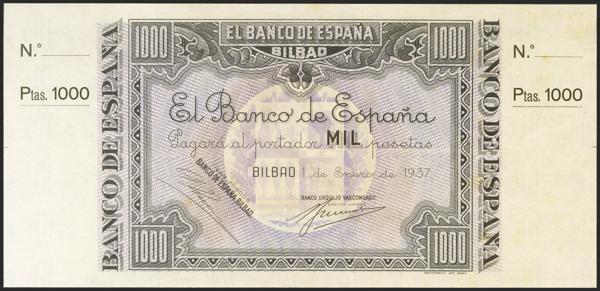 1000
EL BANCO DE ESPAÑA
BILBAO
1000
N.º
Ptas. 1000
BANCO DE ESPAÑA
El Banco de España
Pagará al portador MIL pesetas
BILBAO 1 de Enero de 1937
BANCO DE ESPAÑA.BILBAO
BANCO URQUIJO VASCONGADO
1000
1000
BANCO DE ESPAÑA
N.º
Ptas. 1000